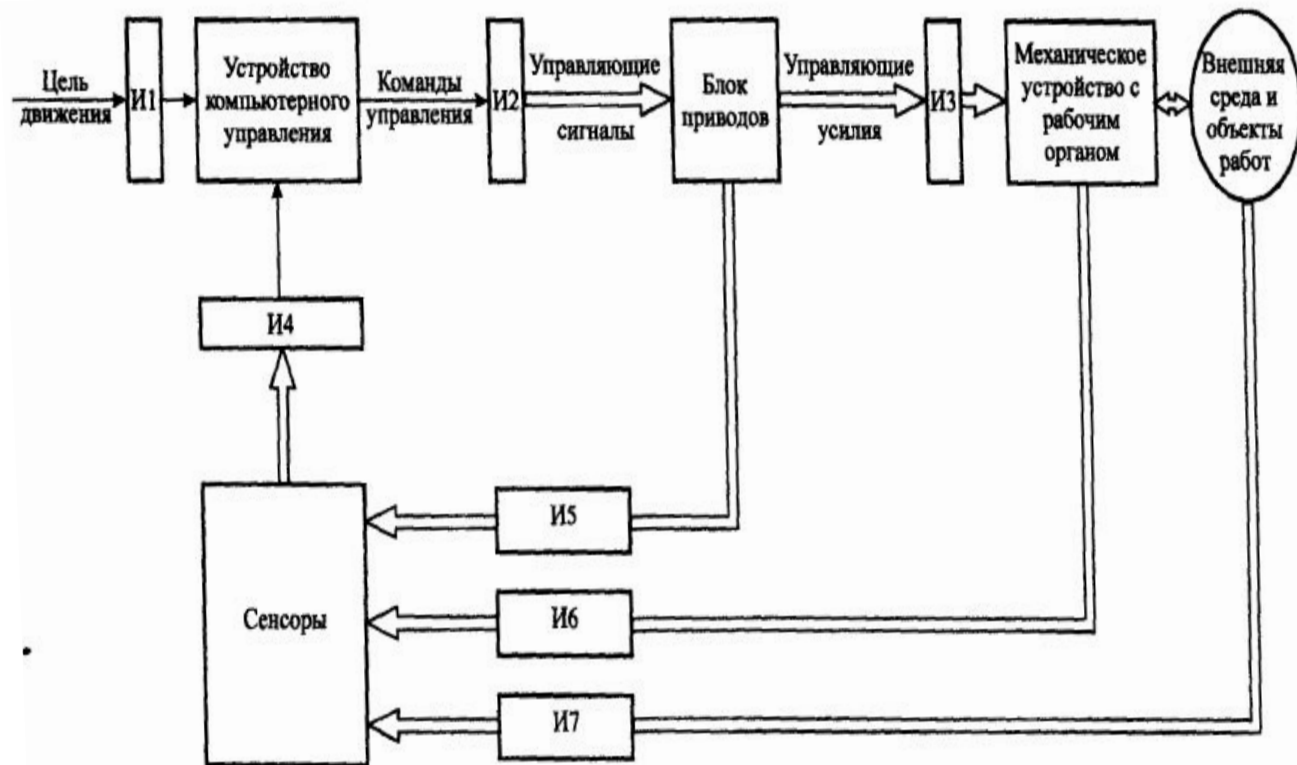 Цель
движения
И1
Устройство
компьютерного
управления
Команды
управления
И2
Управляющие
сигналы
Блок
приводов
Управляющие
усилия
И3
Механическое
устройство с
рабочим
органом
Внешняя
среда и
объекты
работ
И4
Сенсоры
И5
И6
И7